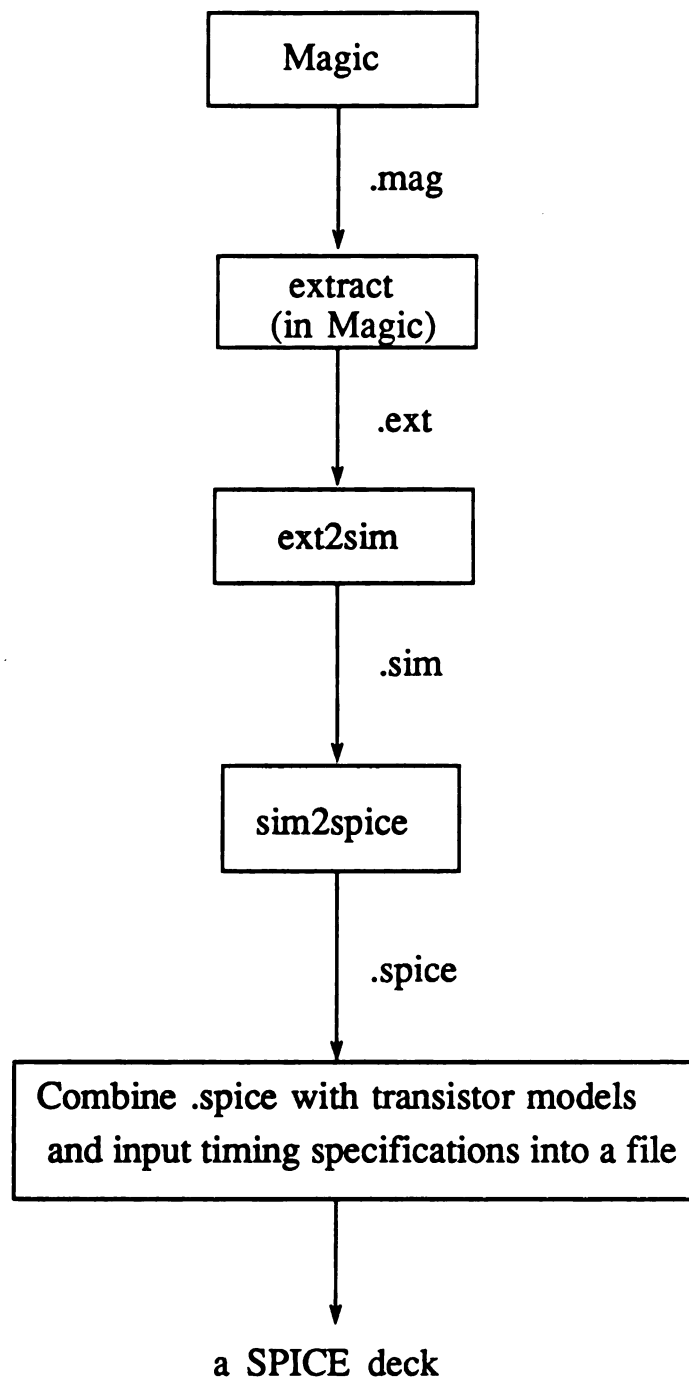 Magic
.mag
extract
(in Magic)
.ext
ext2sim
.sim
sim2spice
.spice
Combine .spice with transistor models
and input timing specifications into a file
a SPICE deck